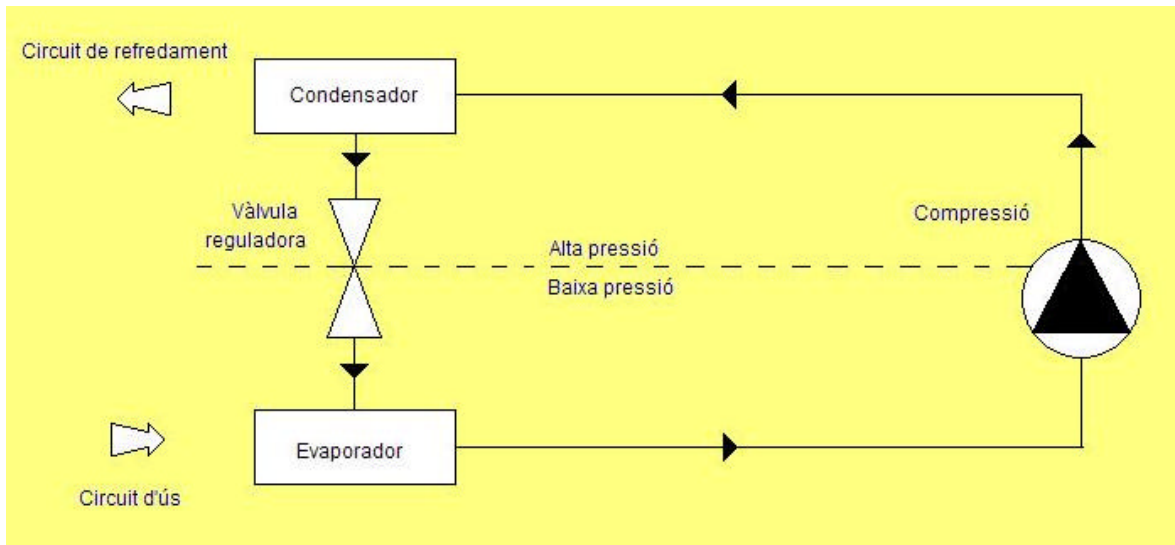 Circuit de refredament
Condensador
Vàlvula
reguladora
Compressió
Alta pressió
Baixa pressió
Evaporador
Circuit d'ús